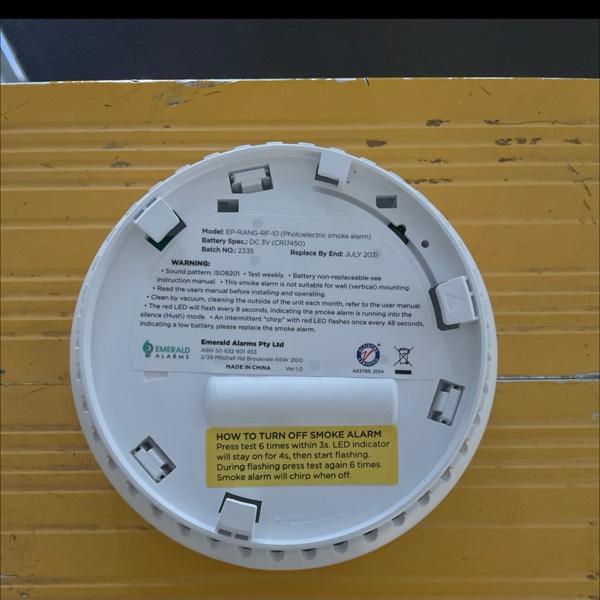 Model: EP-RANG-RF-10 (Photoelectric smoke alarm)
Battery Spec.: DC 3V (CR17450)
Batch NO.: 2335 Replace By End: JULY 2031
WARNING:
• Sound pattern: ISO8201 • Test weekly. • Battery non-replaceable-see
instruction manual. • This smoke alarm is not suitable for wall (vertical) mounting.
• Read the users manual before installing and operating.
• Clean by vacuum, cleaning the outside of the unit each month, refer to the user manual.
• The red LED will flash every 8 seconds, indicating the smoke alarm is running into the
silence (Hush) mode. • An intermittent "chirp" with red LED flashes once every 48 seconds,
indicating a low battery, please replace the smoke alarm.
EMERALD
ALARMS
Emerald Alarms Pty Ltd
ABN 50 632 601 453
2/29 Mitchell Rd Brookvale NSW 2100
MADE IN CHINA Ver1.0
AS3786: 2014
HOW TO TURN OFF SMOKE ALARM
Press test 6 times within 3s. LED indicator
will stay on for 4s, then start flashing.
During flashing press test again 6 times.
Smoke alarm will chirp when off.